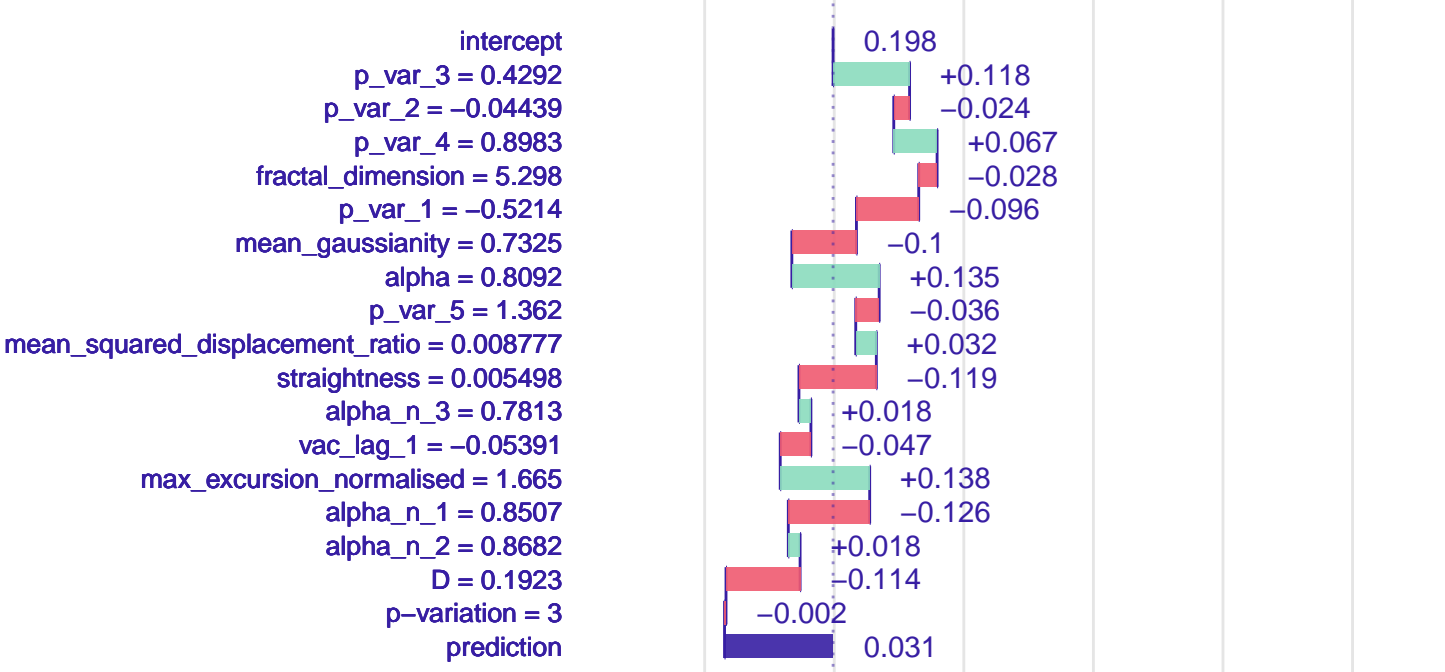 intercept 0.198
p_var_3 = 0.4292 +0.118
p_var_2 = −0.04439 −0.024
p_var_4 = 0.8983 +0.067
fractal_dimension = 5.298 −0.028
p_var_1 = −0.5214 −0.096
mean_gaussianity = 0.7325 −0.1
alpha = 0.8092 +0.135
p_var_5 = 1.362 −0.036
mean_squared_displacement_ratio = 0.008777 +0.032
straightness = 0.005498 −0.119
alpha_n_3 = 0.7813 +0.018
vac_lag_1 = −0.05391 −0.047
max_excursion_normalised = 1.665 +0.138
alpha_n_1 = 0.8507 −0.126
alpha_n_2 = 0.8682 +0.018
D = 0.1923 −0.114
p−variation = 3 −0.002
prediction 0.031